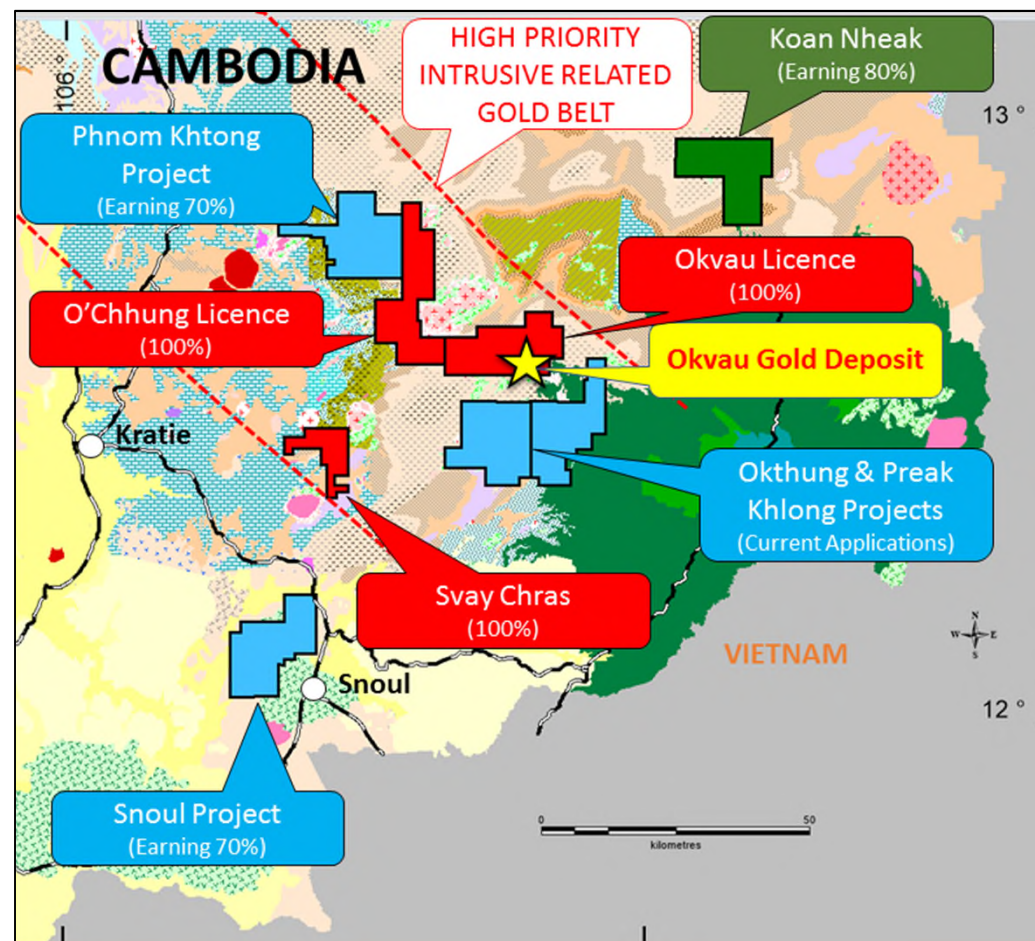 CAMBODIA
106 °
HIGH PRIORITY
INTRUSIVE RELATED
GOLD BELT
Koan Nheak
(Earning 80%)
13 °
Phnom Khtong
Project
(Earning 70%)
Okvau Licence
(100%)
O'Chhung Licence
(100%)
Okvau Gold Deposit
Kratie
Okthung & Preak
Khlong Projects
(Current Applications)
Svay Chras
(100%)
N
W E
S
VIETNAM
Snoul
12 °
Snoul Project
(Earning 70%)
0 50
kilometres